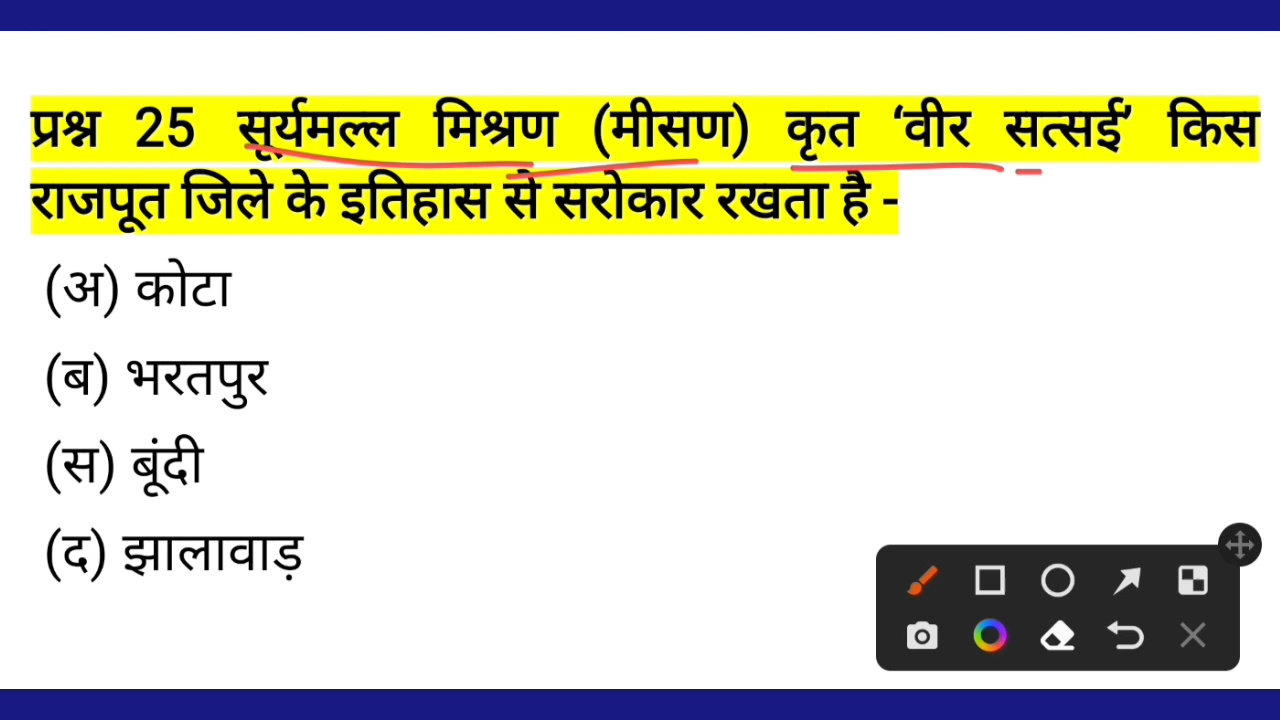 प्रश्न 25 सूर्यमल्ल मिश्रण (मीसण) कृत ‘वीर सत्सई’ किस
राजपूत जिले के इतिहास से सरोकार रखता है -
(अ) कोटा
(ब) भरतपुर
(स) बूंदी
(द) झालावाड़